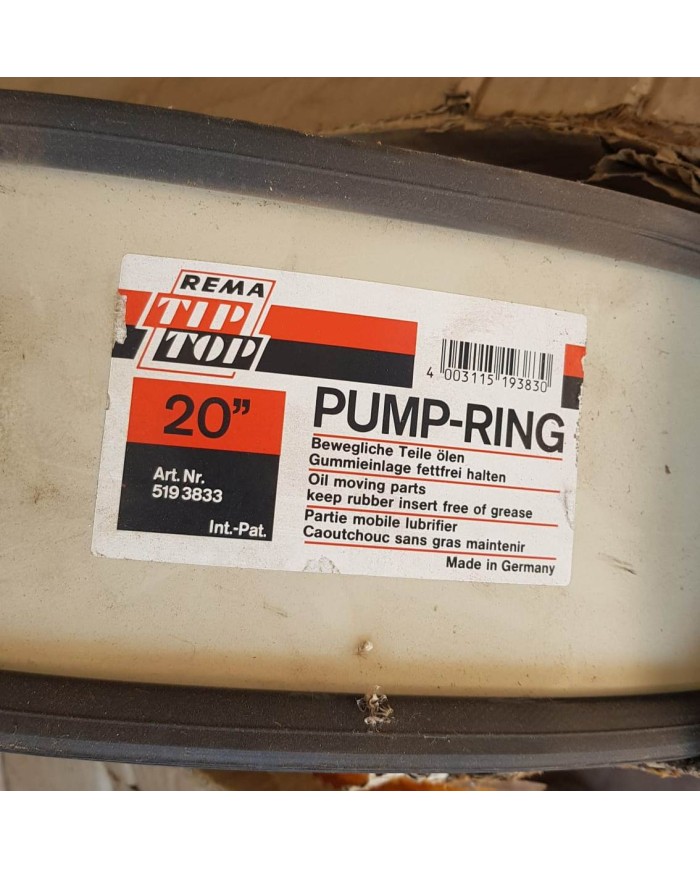 REMA
TIP
TOP
4 003115 193830
20”
PUMP-RING
Art. Nr.
519 3833
Int.-Pat.
Bewegliche Teile ölen
Gummieinlage fettfrei halten
Oil moving parts
keep rubber insert free of grease
Partie mobile lubrifier
Caoutchouc sans gras maintenir
Made in Germany